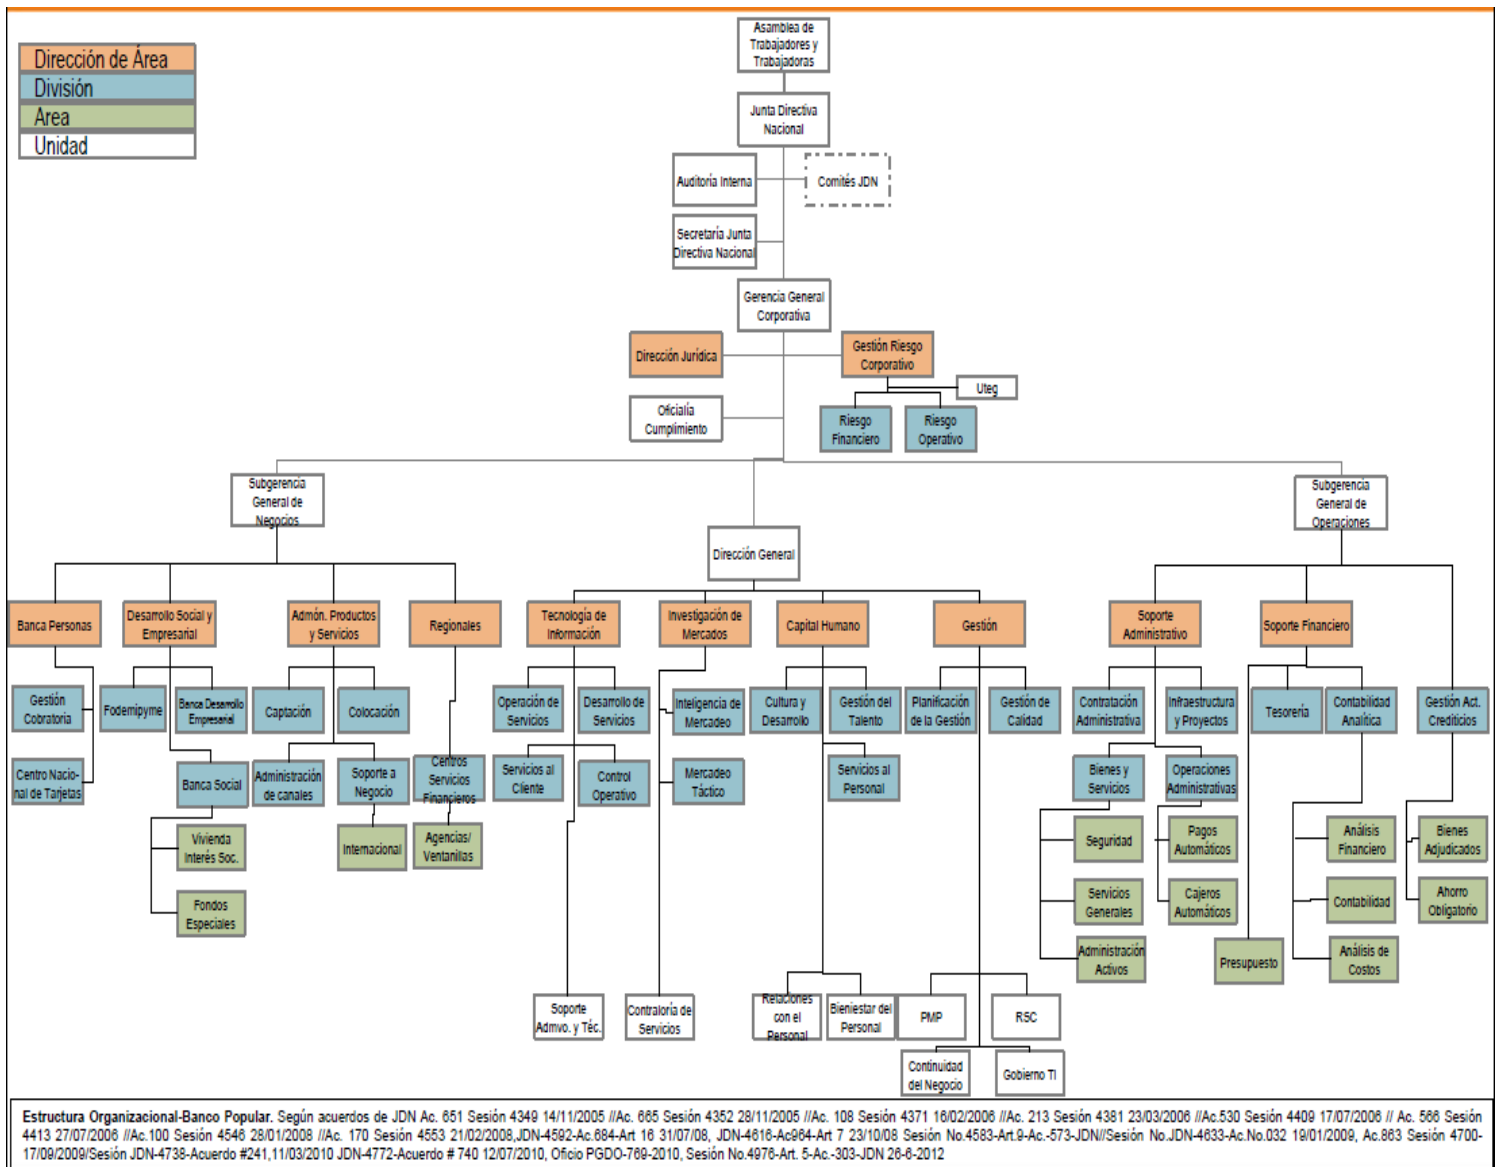 Asamblea de
Trabajadores y
Trabajadoras
Dirección de Área
División
Area
Unidad
Junta Directiva
Nacional
Auditoría Interna
Comités JDN
Secretaría Junta
Directiva Nacional
Gerencia General
Corporativa
Dirección Jurídica
Gestión Riesgo
Corporativo
Uteg
Oficialía
Cumplimiento
Riesgo
Financiero
Riesgo
Operativo
Subgerencia
General de
Negocios
Dirección General
Subgerencia
General de
Operaciones
Banca Personas
Desarrollo Social y
Empresarial
Admón. Productos
y Servicios
Regionales
Tecnología de
Información
Investigación de
Mercados
Capital Humano
Gestión
Soporte
Administrativo
Soporte Financiero
Gestión
Cobratoria
Fodemipyme
Banca Desarrollo
Empresarial
Captación
Colocación
Operación de
Servicios
Desarrollo de
Servicios
Inteligencia de
Mercadeo
Cultura y
Desarrollo
Gestión del
Talento
Planificación
de la Gestión
Gestión de
Calidad
Contratación
Administrativa
Infraestructura
y Proyectos
Tesorería
Contabilidad
Analítica
Gestión Act.
Crediticios
Centro Nacio-
nal de Tarjetas
Banca Social
Administración
de canales
Soporte a
Negocio
Centros
Servicios
Financieros
Servicios al
Cliente
Control
Operativo
Mercadeo
Táctico
Servicios al
Personal
Bienes y
Servicios
Operaciones
Administrativas
Vivienda
Interés Soc.
Internacional
Agencias/
Ventanillas
Seguridad
Pagos
Automáticos
Análisis
Financiero
Bienes
Adjudicados
Fondos
Especiales
Servicios
Generales
Cajeros
Automáticos
Contabilidad
Ahorro
Obligatorio
Administración
Activos
Presupuesto
Análisis de
Costos
Soporte
Admvo. y Téc.
Contraloría de
Servicios
Relaciones
con el
Personal
Bieniestar del
Personal
PMP
RSC
Continuidad
del Negocio
Gobierno TI
Estructura Organizacional-Banco Popular. Según acuerdos de JDN Ac. 651 Sesión 4349 14/11/2005 //Ac. 665 Sesión 4352 28/11/2005 //Ac. 108 Sesión 4371 16/02/2006 //Ac. 213 Sesión 4381 23/03/2006 //Ac.530 Sesión 4409 17/07/2006 // Ac. 566 Sesión
4413 27/07/2006 //Ac.100 Sesión 4546 28/01/2008 //Ac. 170 Sesión 4553 21/02/2008,JDN-4592-Ac.684-Art 16 31/07/08, JDN-4616-Ac964-Art 7 23/10/08 Sesión No.4583-Art.9-Ac.-573-JDN//Sesión No.JDN-4633-Ac.No.032 19/01/2009, Ac.863 Sesión 4700-
17/09/2009/Sesión JDN-4738-Acuerdo #241,11/03/2010 JDN-4772-Acuerdo # 740 12/07/2010, Oficio PGDO-769-2010, Sesión No.4976-Art. 5-Ac.-303-JDN 26-6-2012